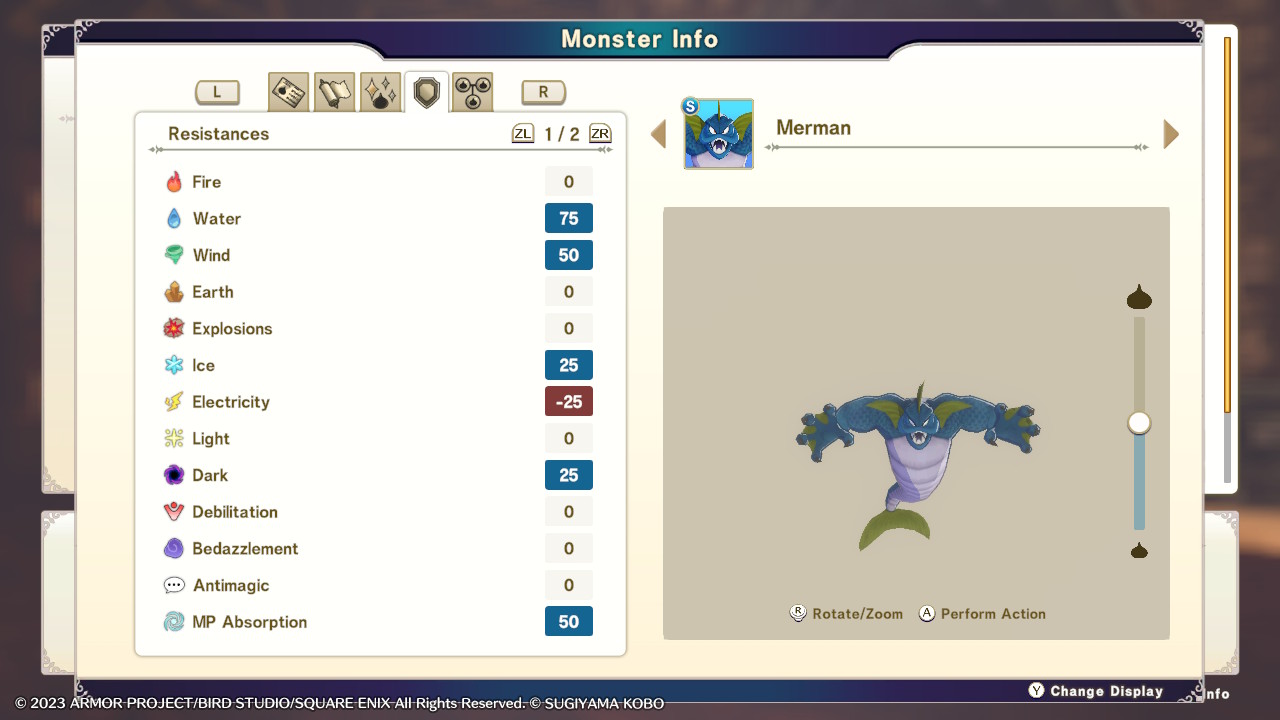 Monster Info
L
R
Resistances ZL 1 / 2 ZR
S
Merman
Fire 0
Water 75
Wind 50
Earth 0
Explosions 0
Ice 25
Electricity -25
Light 0
Dark 25
Debilitation 0
Bedazzlement 0
Antimagic 0
MP Absorption 50
R Rotate/Zoom A Perform Action
Y Change Display
Info
© 2023 ARMOR PROJECT/BIRD STUDIO/SQUARE ENIX All Rights Reserved. © SUGIYAMA KOBO